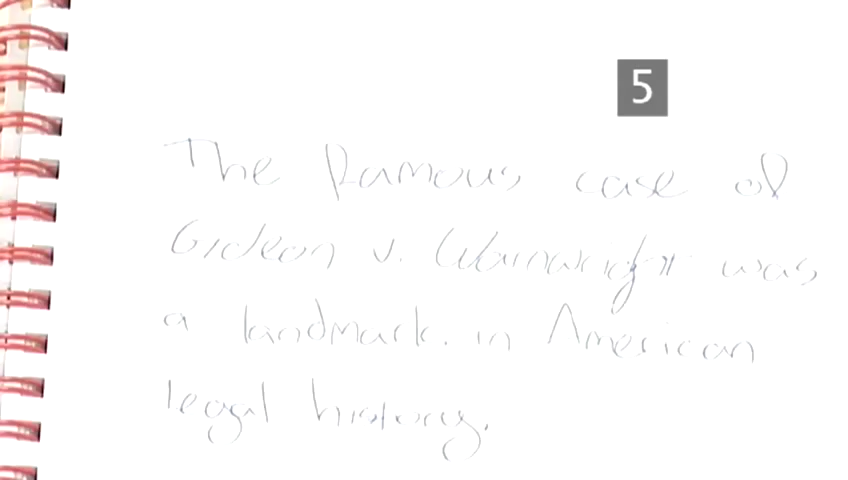 5
The famous case of
Gideon v. Wainwright was
a landmark in American
legal history.